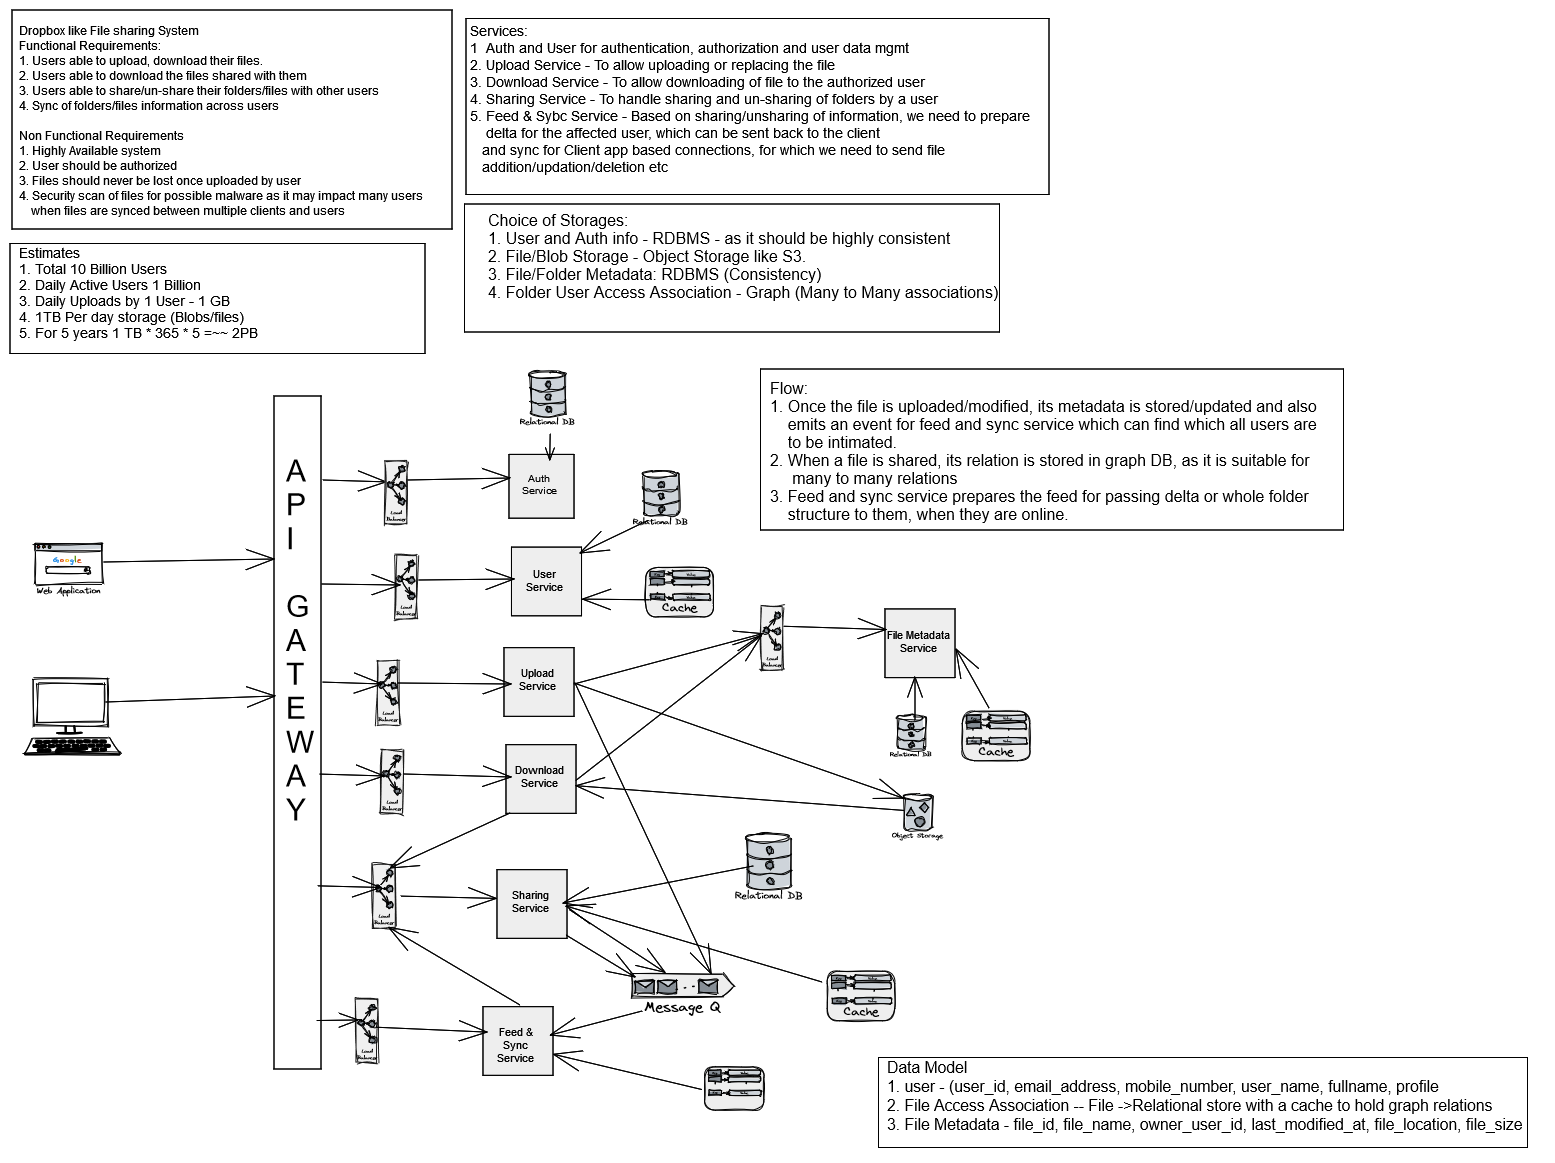 Dropbox like File sharing System
Functional Requirements:
1. Users able to upload, download their files.
2. Users able to download the files shared with them
3. Users able to share/un-share their folders/files with other users
4. Sync of folders/files information across users
Non Functional Requirements
1. Highly Available system
2. User should be authorized
3. Files should never be lost once uploaded by user
4. Security scan of files for possible malware as it may impact many users
when files are synced between multiple clients and users
Services:
1 Auth and User for authentication, authorization and user data mgmt
2. Upload Service - To allow uploading or replacing the file
3. Download Service - To allow downloading of file to the authorized user
4. Sharing Service - To handle sharing and un-sharing of folders by a user
5. Feed & Sybc Service - Based on sharing/unsharing of information, we need to prepare
delta for the affected user, which can be sent back to the client
and sync for Client app based connections, for which we need to send file
addition/updation/deletion etc
Estimates
1. Total 10 Billion Users
2. Daily Active Users 1 Billion
3. Daily Uploads by 1 User - 1 GB
4. 1TB Per day storage (Blobs/files)
5. For 5 years 1 TB * 365 * 5 =~~ 2PB
Choice of Storages:
1. User and Auth info - RDBMS - as it should be highly consistent
2. File/Blob Storage - Object Storage like S3.
3. File/Folder Metadata: RDBMS (Consistency)
4. Folder User Access Association - Graph (Many to Many associations)
Flow:
1. Once the file is uploaded/modified, its metadata is stored/updated and also
emits an event for feed and sync service which can find which all users are
to be intimated.
2. When a file is shared, its relation is stored in graph DB, as it is suitable for
many to many relations
3. Feed and sync service prepares the feed for passing delta or whole folder
structure to them, when they are online.
Google
Web Application
API GATEWAY
Load
Balancer
Relational DB
Auth
Service
Load
Balancer
Relational DB
User
Service
Cache
Load
Balancer
Upload
Service
Load
Balancer
File Metadata
Service
Relational DB
Cache
Load
Balancer
Download
Service
Object Storage
Load
Balancer
Sharing
Service
Relational DB
Message Q
Cache
Load
Balancer
Feed &
Sync
Service
Data Model
1. user - (user_id, email_address, mobile_number, user_name, fullname, profile
2. File Access Association -- File ->Relational store with a cache to hold graph relations
3. File Metadata - file_id, file_name, owner_user_id, last_modified_at, file_location, file_size